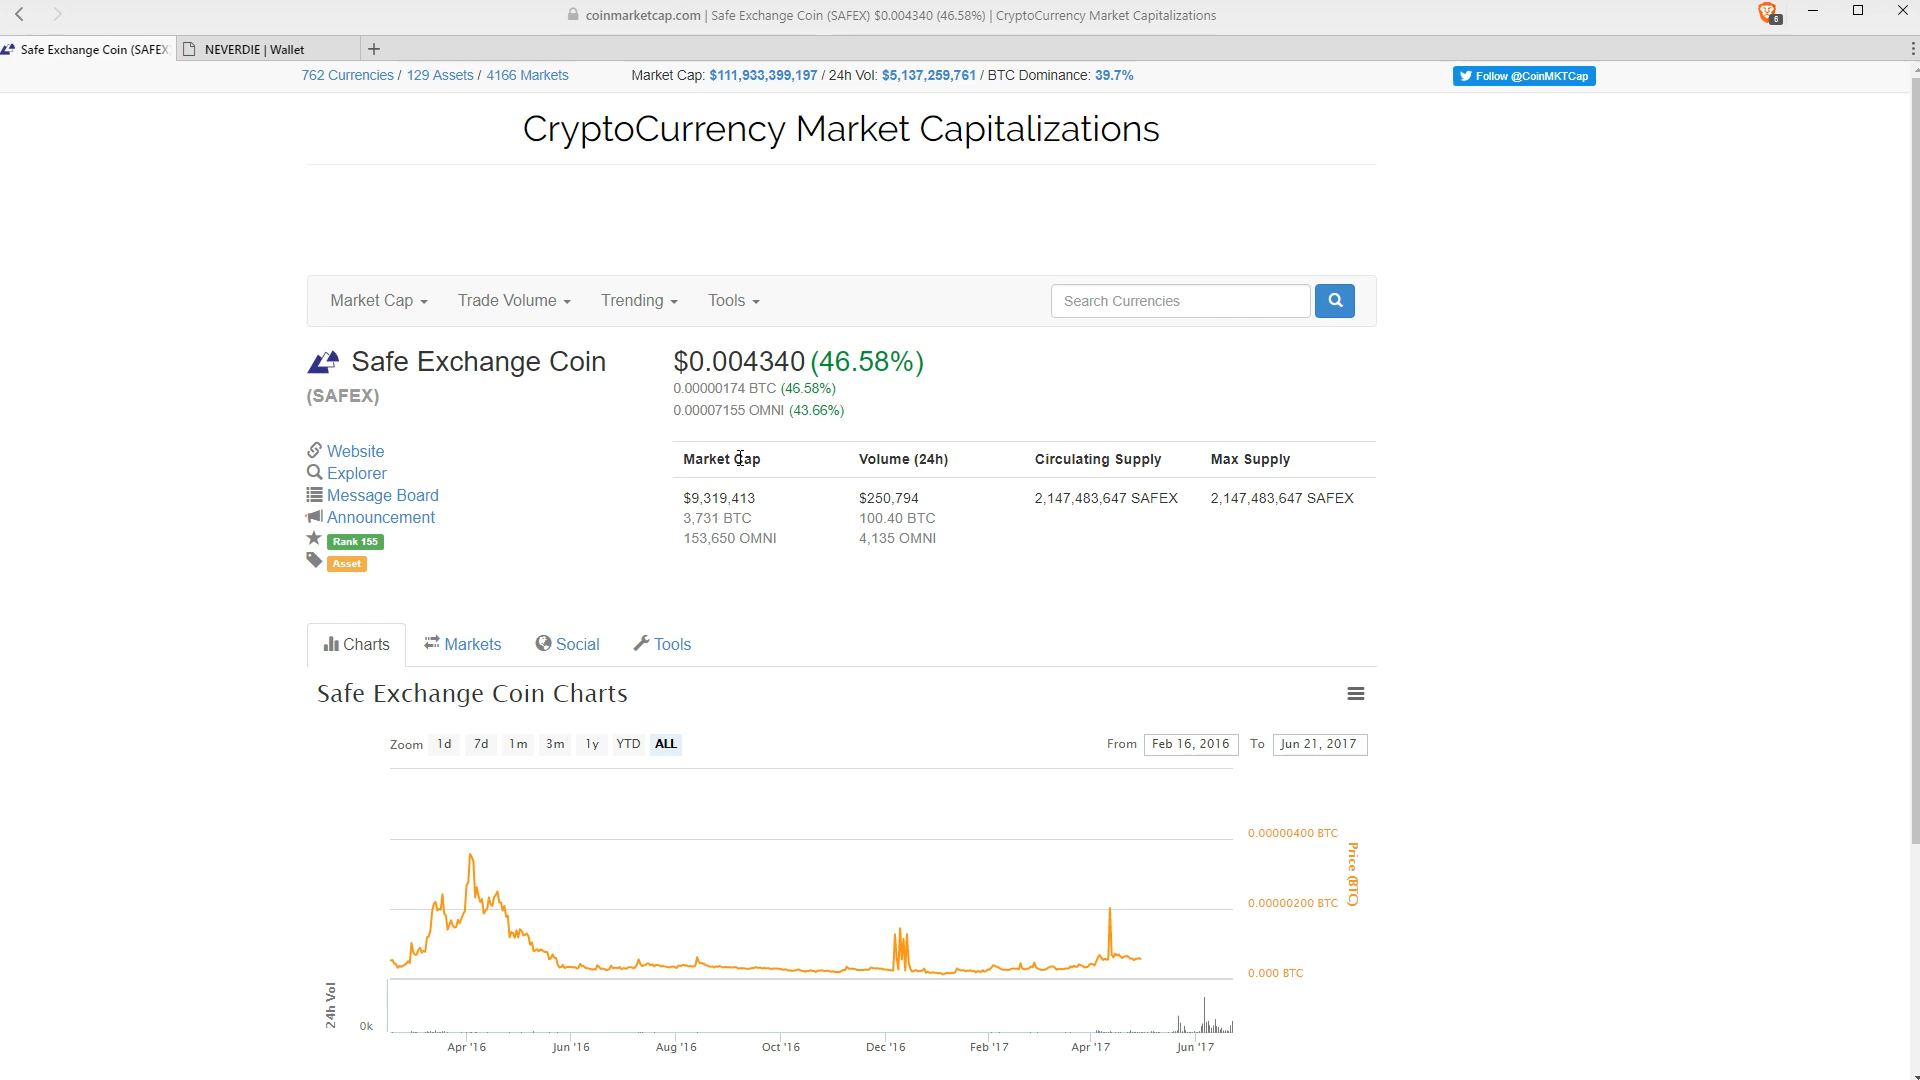 coinmarketcap.com | Safe Exchange Coin (SAFEX) $0.004340 (46.58%) | CryptoCurrency Market Capitalizations
6
Safe Exchange Coin (SAFEX
NEVERDIE | Wallet
762 Currencies / 129 Assets / 4166 Markets
Market Cap: $111,933,399,197 / 24h Vol: $5,137,259,761 / BTC Dominance: 39.7%
Follow @CoinMKTCap
CryptoCurrency Market Capitalizations
Market Cap
Trade Volume
Trending
Tools
Search Currencies
Safe Exchange Coin
(SAFEX)
$0.004340 (46.58%)
0.00000174 BTC (46.58%)
0.00007155 OMNI (43.66%)
Website
Explorer
Message Board
Announcement
Rank 155
Asset
Market Cap
Volume (24h)
Circulating Supply
Max Supply
$9,319,413
$250,794
2,147,483,647 SAFEX
2,147,483,647 SAFEX
3,731 BTC
100.40 BTC
153,650 OMNI
4,135 OMNI
Charts
Markets
Social
Tools
Safe Exchange Coin Charts
Zoom 1d 7d 1m 3m 1y YTD ALL
From Feb 16, 2016 To Jun 21, 2017
0.00000400 BTC
0.00000200 BTC
0.000 BTC
Price (BTC)
24h Vol
0k
Apr '16
Jun '16
Aug '16
Oct '16
Dec '16
Feb '17
Apr '17
Jun '17